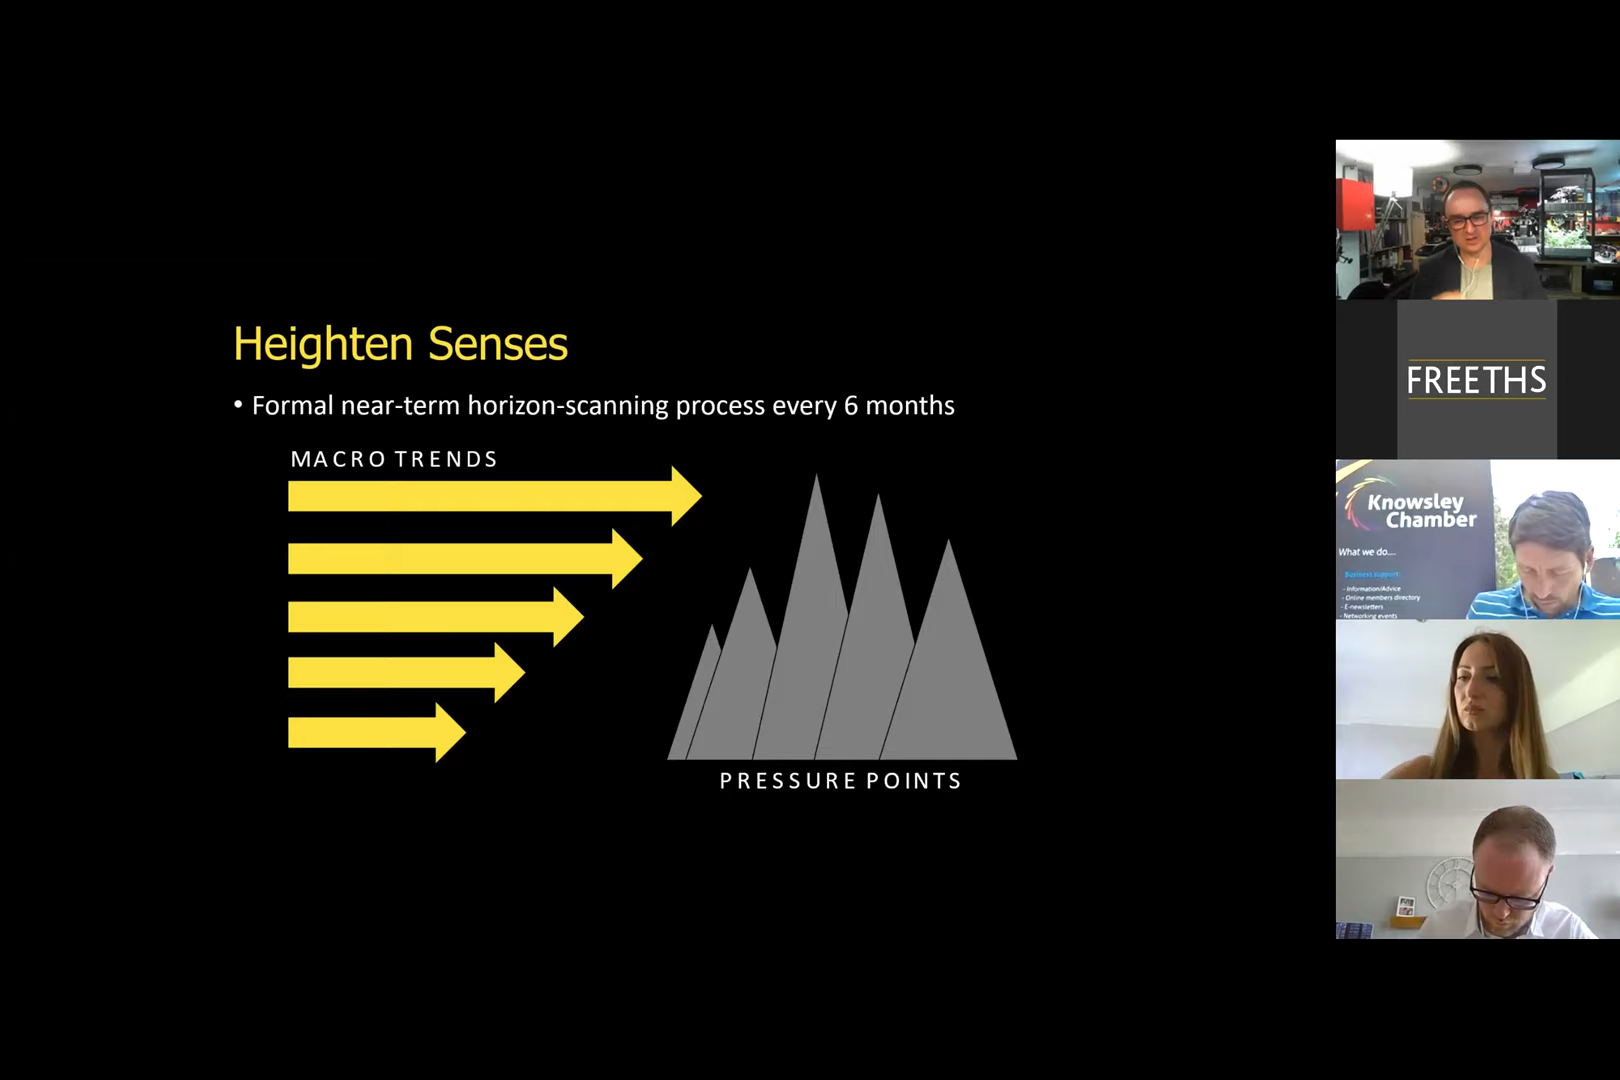 Heighten Senses
• Formal near-term horizon-scanning process every 6 months
MACRO TRENDS
PRESSURE POINTS
FREETHS
Knowsley
Chamber
What we do....
Business support:
- Information/Advice
- Online members directory
- E-newsletters
- Networking events